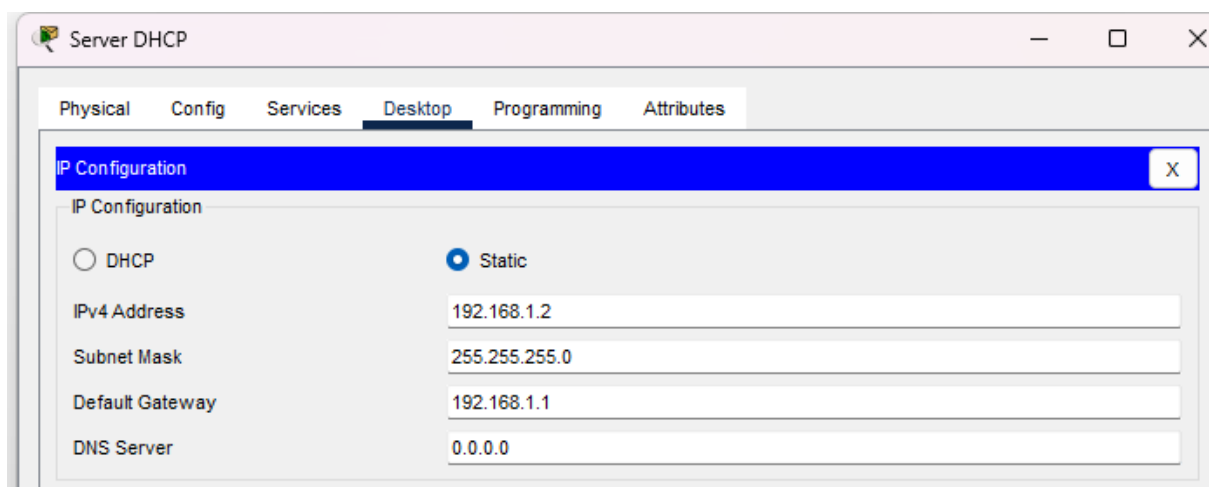 Server DHCP
Physical Config Services Desktop Programming Attributes
IP Configuration X
IP Configuration
DHCP Static
IPv4 Address 192.168.1.2
Subnet Mask 255.255.255.0
Default Gateway 192.168.1.1
DNS Server 0.0.0.0